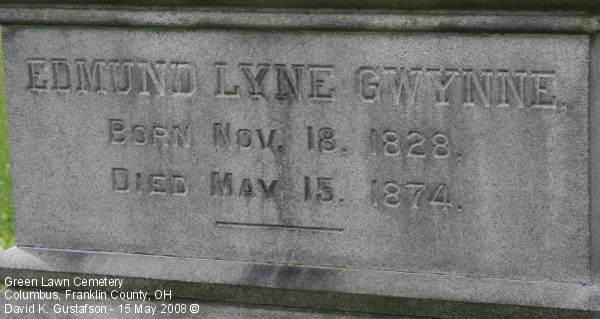 EDMUND LYNE GWYNNE.
BORN NOV. 18. 1828.
DIED MAY 15. 1874.
Green Lawn Cemetery
Columbus, Franklin County, OH
David K. Gustafson - 15 May 2008 ©